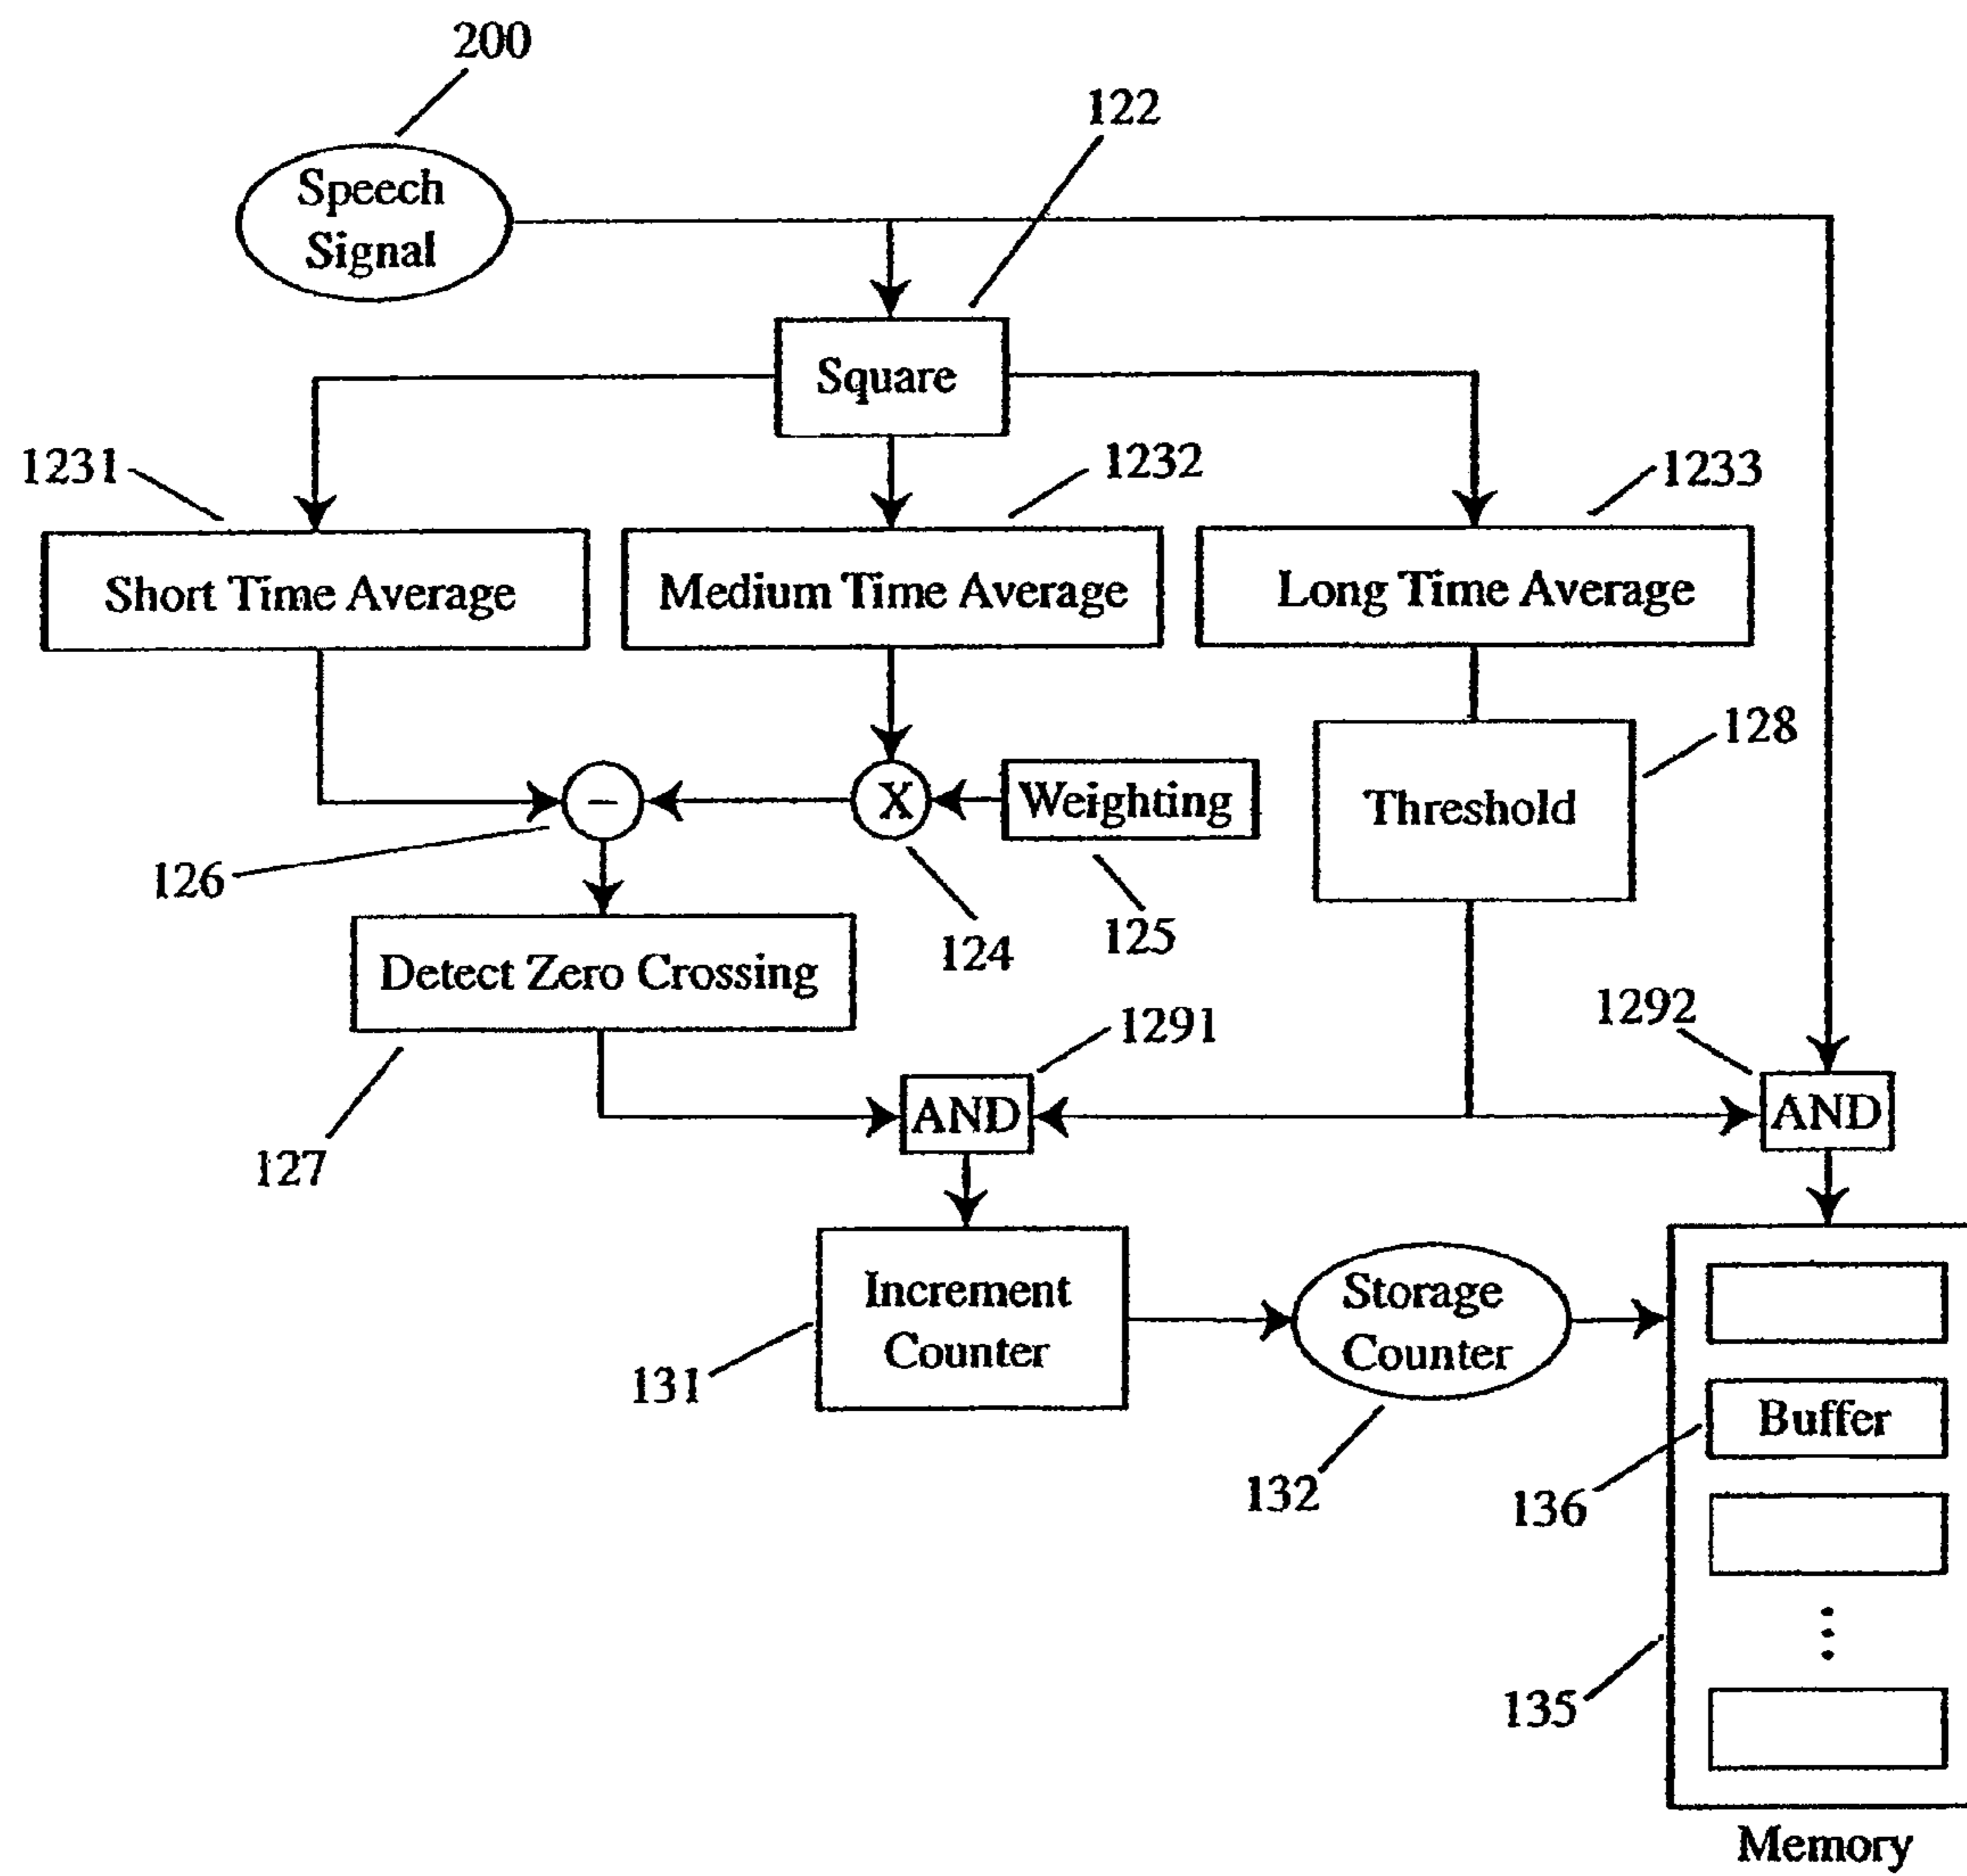 200
122
Speech
Signal
Square
1231
1232
1233
Short Time Average
Medium Time Average
Long Time Average
128
–
X
Weighting
Threshold
126
124
125
Detect Zero Crossing
1291
1292
AND
AND
127
Increment
Counter
Storage
Counter
131
Buffer
132
136
135
Memory